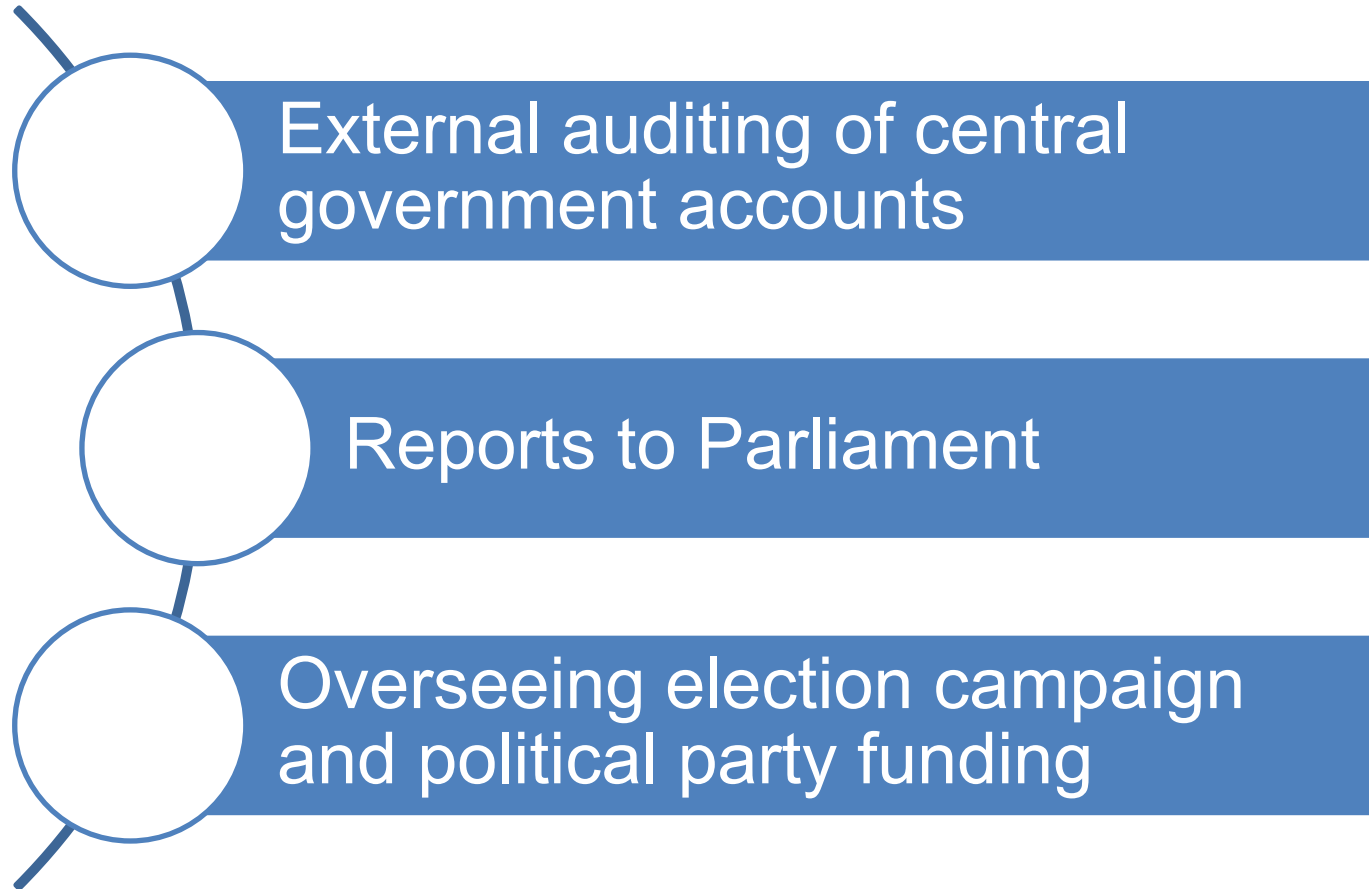 External auditing of central
government accounts
Reports to Parliament
Overseeing election campaign
and political party funding